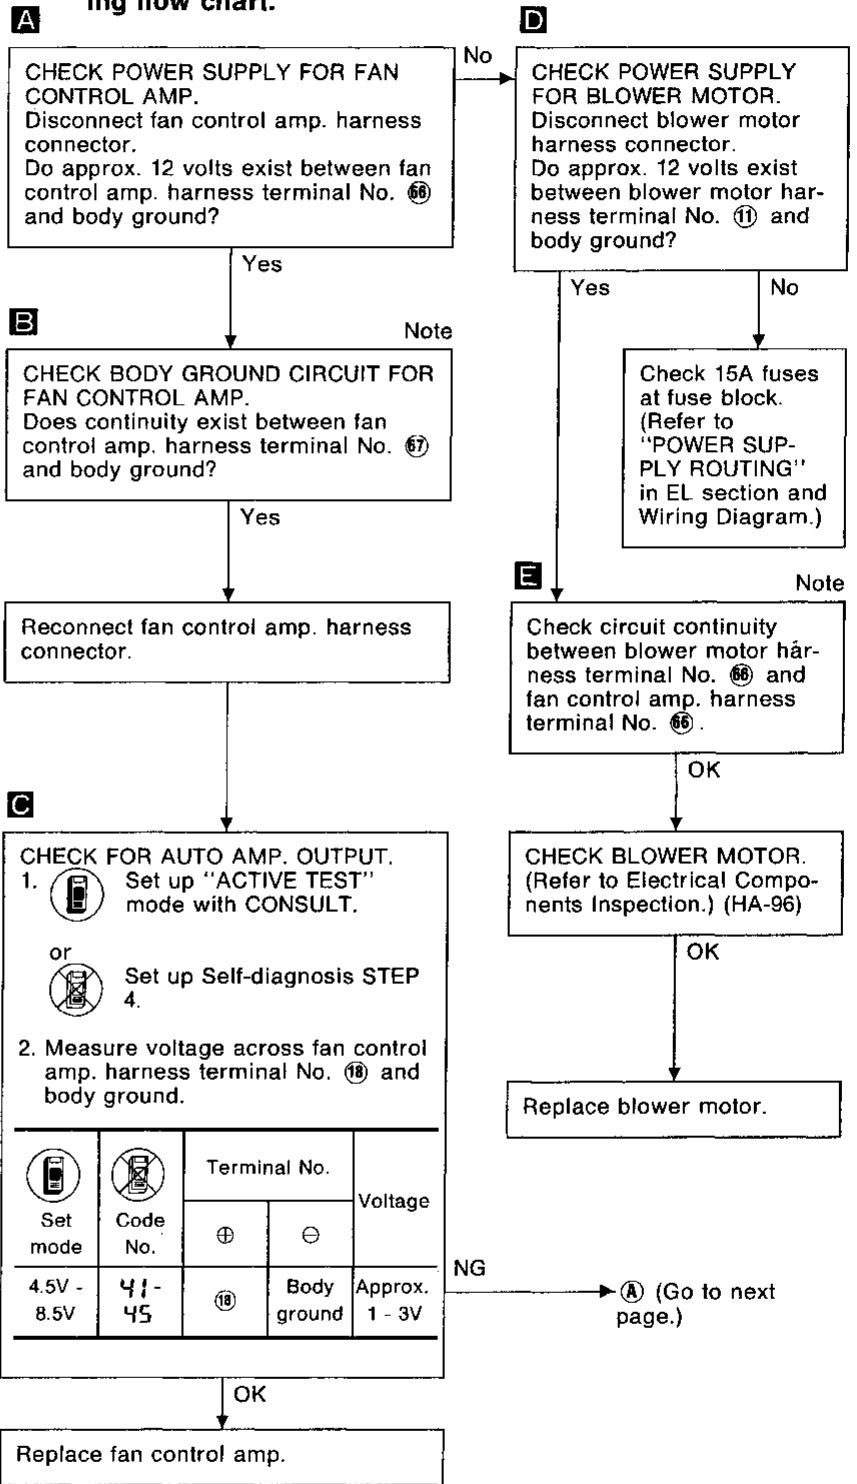 ing flow chart.
A
CHECK POWER SUPPLY FOR FAN
CONTROL AMP.
Disconnect fan control amp. harness
connector.
Do approx. 12 volts exist between fan
control amp. harness terminal No. 66
and body ground?
No
Yes
B
Note
CHECK BODY GROUND CIRCUIT FOR
FAN CONTROL AMP.
Does continuity exist between fan
control amp. harness terminal No. 67
and body ground?
Yes
Reconnect fan control amp. harness
connector.
C
CHECK FOR AUTO AMP. OUTPUT.
1. Set up "ACTIVE TEST"
mode with CONSULT.
or
Set up Self-diagnosis STEP
4.
2. Measure voltage across fan control
amp. harness terminal No. 18 and
body ground.
Set
mode
Code
No.
Terminal No.
⊕
⊖
Voltage
4.5V -
8.5V
41-
45
18
Body
ground
Approx.
1 - 3V
NG
A (Go to next
page.)
OK
Replace fan control amp.
D
CHECK POWER SUPPLY
FOR BLOWER MOTOR.
Disconnect blower motor
harness connector.
Do approx. 12 volts exist
between blower motor har-
ness terminal No. 11 and
body ground?
Yes
No
Check 15A fuses
at fuse block.
(Refer to
"POWER SUP-
PLY ROUTING"
in EL section and
Wiring Diagram.)
E
Note
Check circuit continuity
between blower motor har-
ness terminal No. 66 and
fan control amp. harness
terminal No. 66.
OK
CHECK BLOWER MOTOR.
(Refer to Electrical Compo-
nents Inspection.) (HA-96)
OK
Replace blower motor.